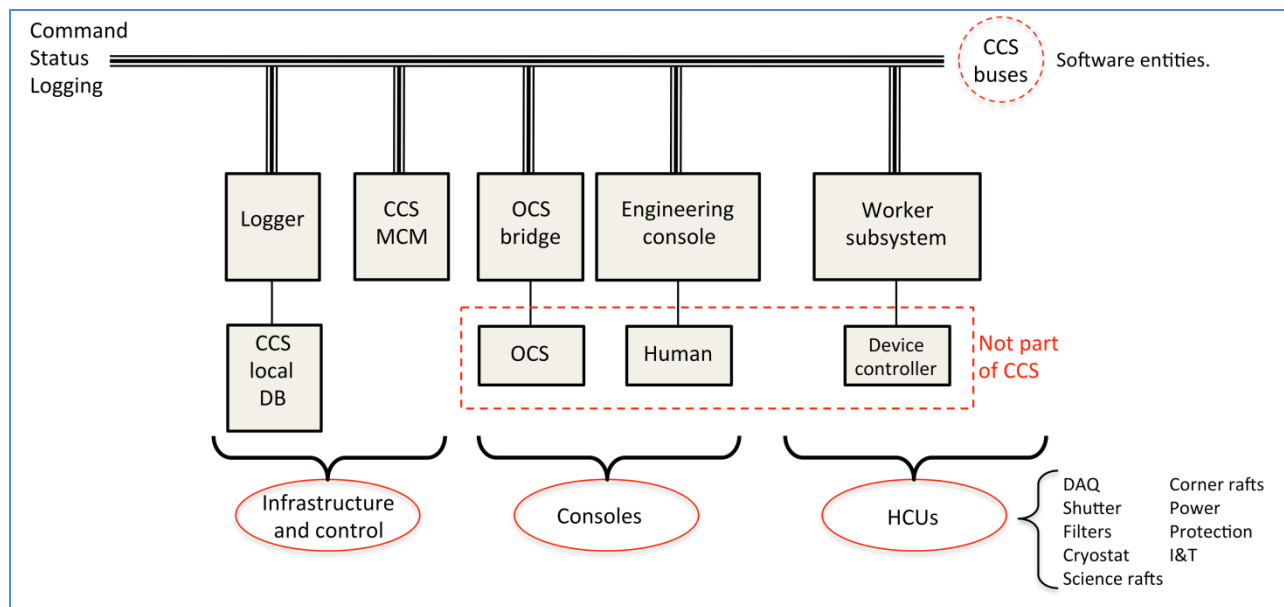 Command
Status
Logging
CCS
buses
Software entities.
Logger
CCS
MCM
OCS
bridge
Engineering
console
Worker
subsystem
CCS
local
DB
OCS
Human
Device
controller
Not part
of CCS
Infrastructure
and control
Consoles
HCUs
DAQ
Shutter
Filters
Cryostat
Science rafts
Corner rafts
Power
Protection
I&T